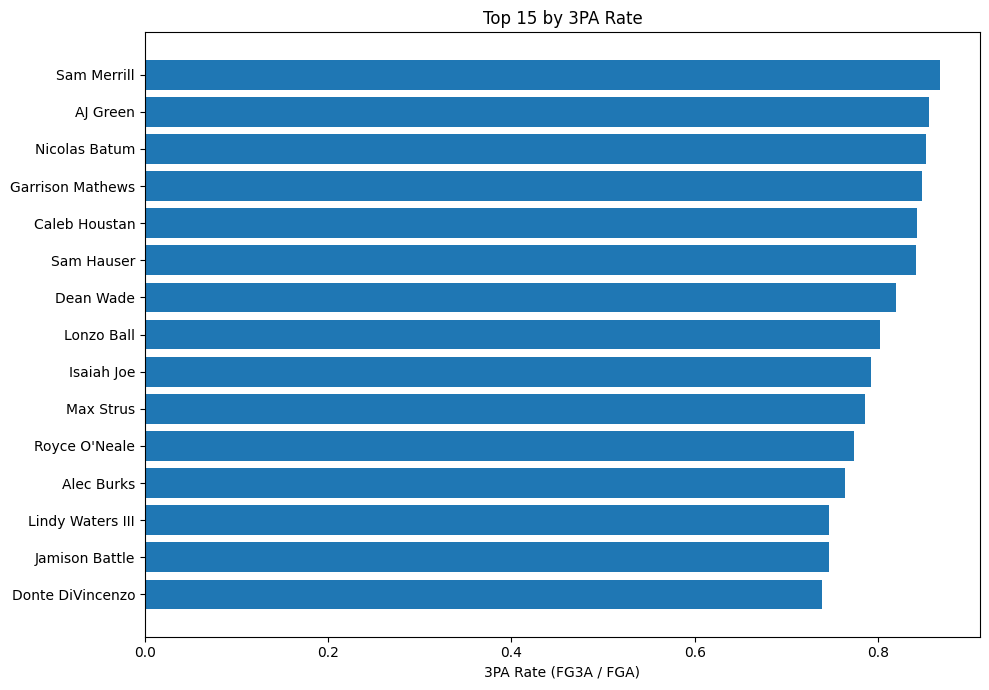 Top 15 by 3PA Rate
Sam Merrill
AJ Green
Nicolas Batum
Garrison Mathews
Caleb Houstan
Sam Hauser
Dean Wade
Lonzo Ball
Isaiah Joe
Max Strus
Royce O'Neale
Alec Burks
Lindy Waters III
Jamison Battle
Donte DiVincenzo
0.0 0.2 0.4 0.6 0.8
3PA Rate (FG3A / FGA)